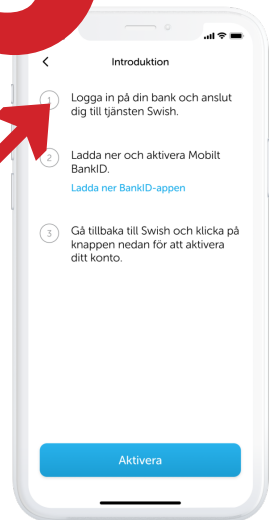 Introduktion
1 Logga in på din bank och anslut
dig till tjänsten Swish.
2 Ladda ner och aktivera Mobilt
BankID.
Ladda ner BankID-appen
3 Gå tillbaka till Swish och klicka på
knappen nedan för att aktivera
ditt konto.
Aktivera